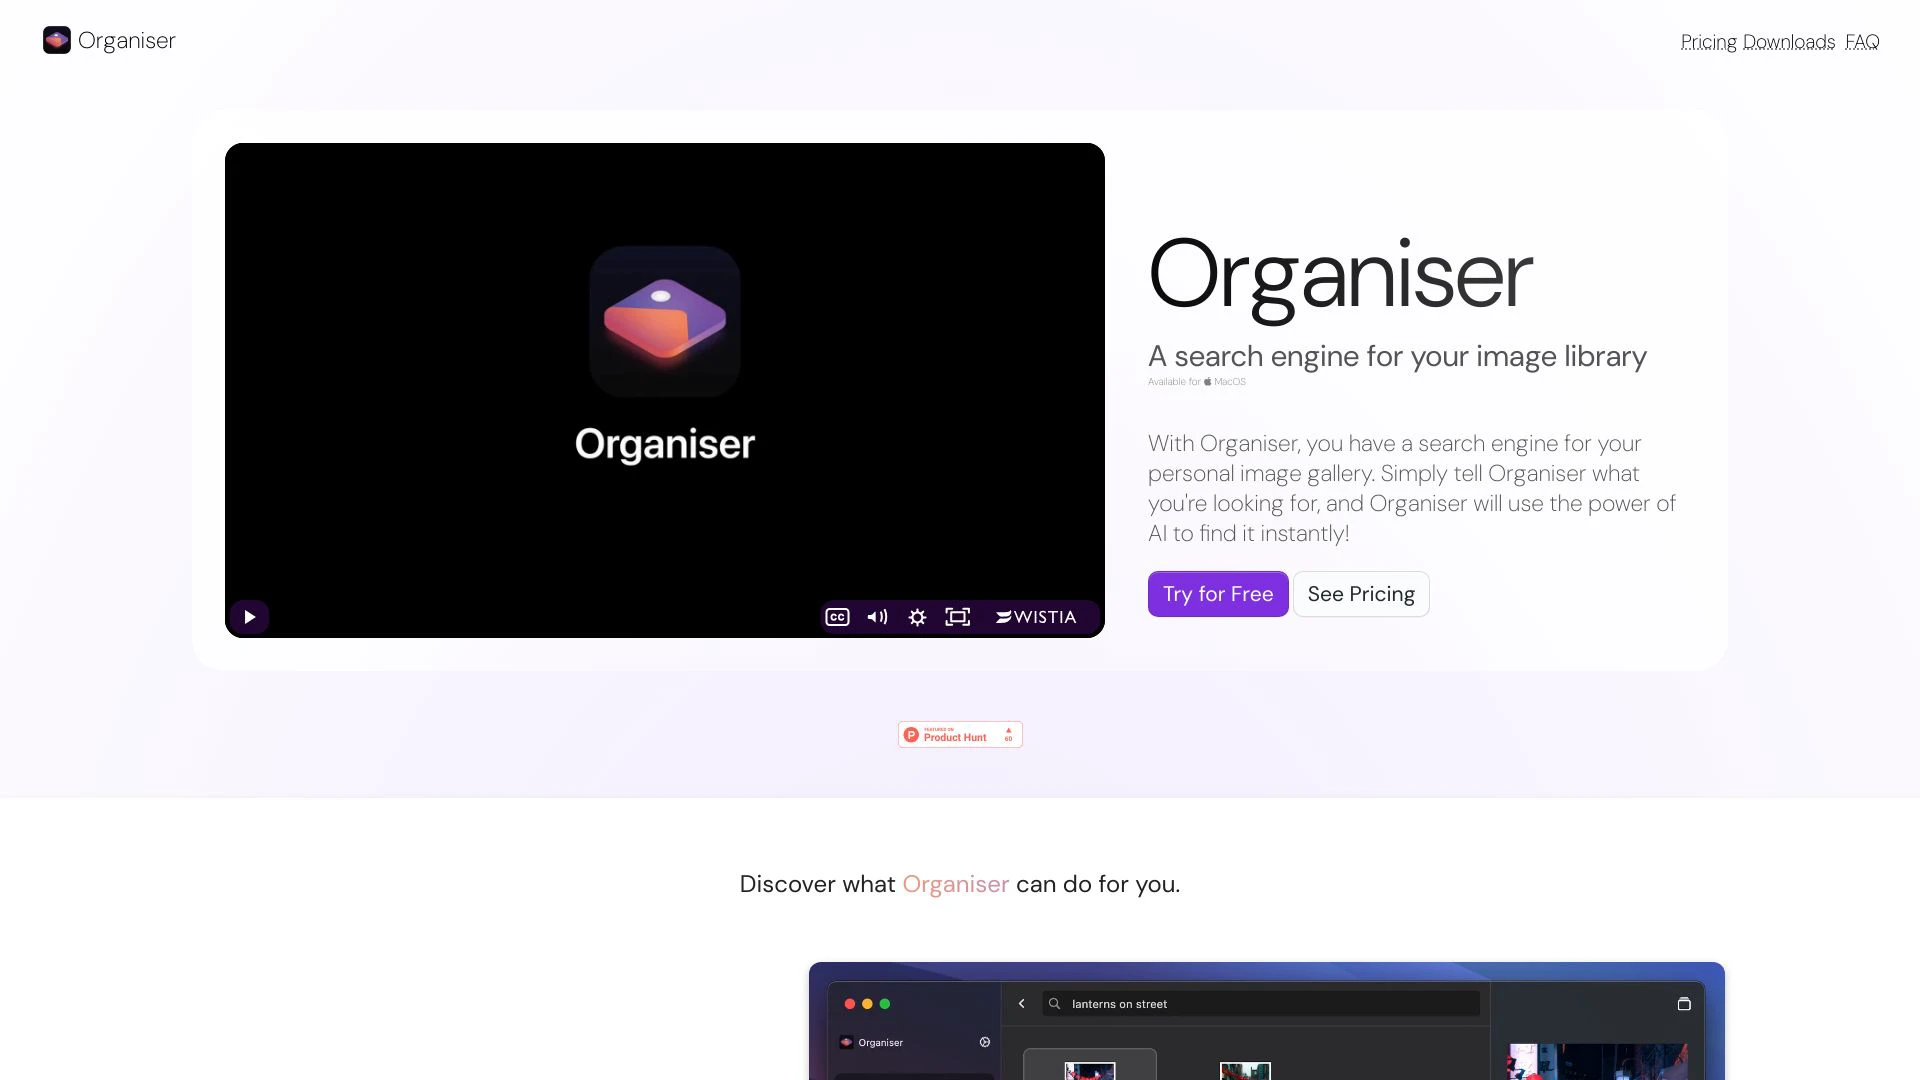 Organiser
Pricing Downloads FAQ
Organiser
CC
WISTIA
Organiser
A search engine for your image library
Available for MacOS
With Organiser, you have a search engine for your
personal image gallery. Simply tell Organiser what
you're looking for, and Organiser will use the power of
AI to find it instantly!
Try for Free See Pricing
P
FEATURED ON
Product Hunt
60
Discover what Organiser can do for you.
lanterns on street
Organiser